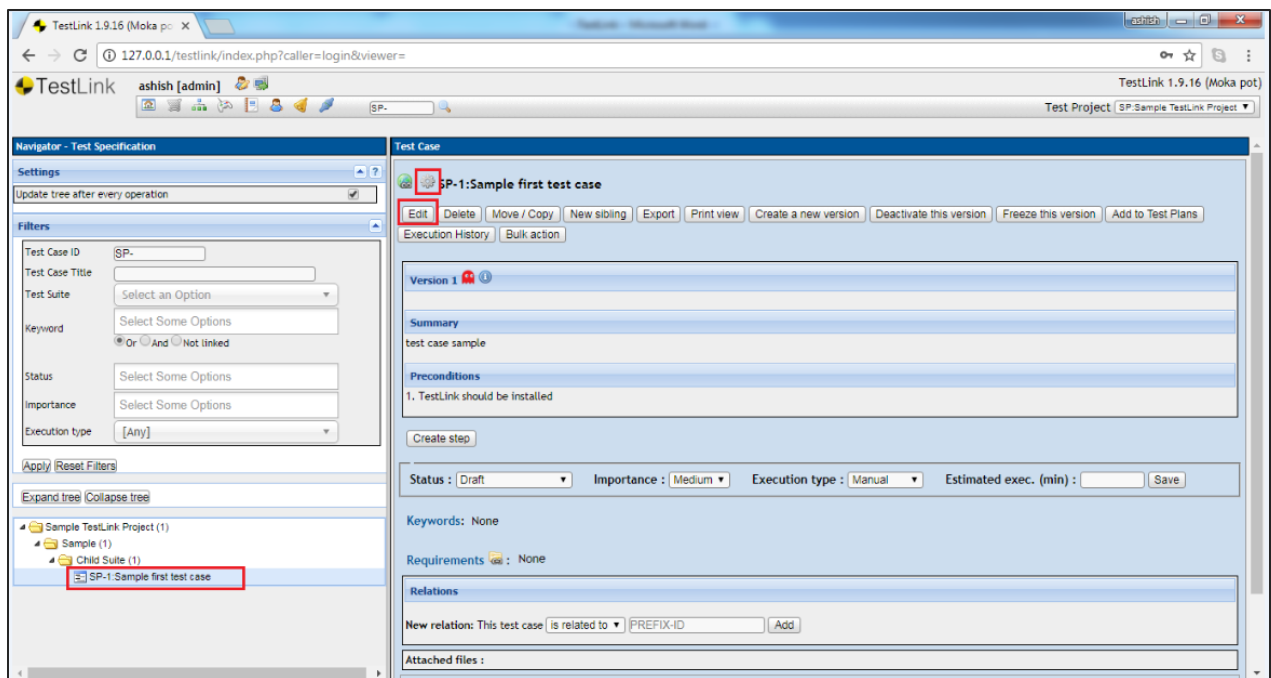 TestLink 1.9.16 (Moka po
ashish
127.0.0.1/testlink/index.php?caller=login&viewer=
TestLink ashish [admin] TestLink 1.9.16 (Moka pot)
SP- Test Project SP:Sample TestLink Project
Navigator - Test Specification
Settings
Update tree after every operation
Filters
Test Case ID SP-
Test Case Title
Test Suite Select an Option
Keyword Select Some Options
Or And Not linked
Status Select Some Options
Importance Select Some Options
Execution type [Any]
Apply Reset Filters
Expand tree Collapse tree
Sample TestLink Project (1)
Sample (1)
Child Suite (1)
SP-1:Sample first test case
Test Case
SP-1:Sample first test case
Edit Delete Move / Copy New sibling Export Print view Create a new version Deactivate this version Freeze this version Add to Test Plans
Execution History Bulk action
Version 1
Summary
test case sample
Preconditions
1. TestLink should be installed
Create step
Status : Draft Importance : Medium Execution type : Manual Estimated exec. (min) : Save
Keywords: None
Requirements : None
Relations
New relation: This test case is related to PREFIX-ID Add
Attached files :